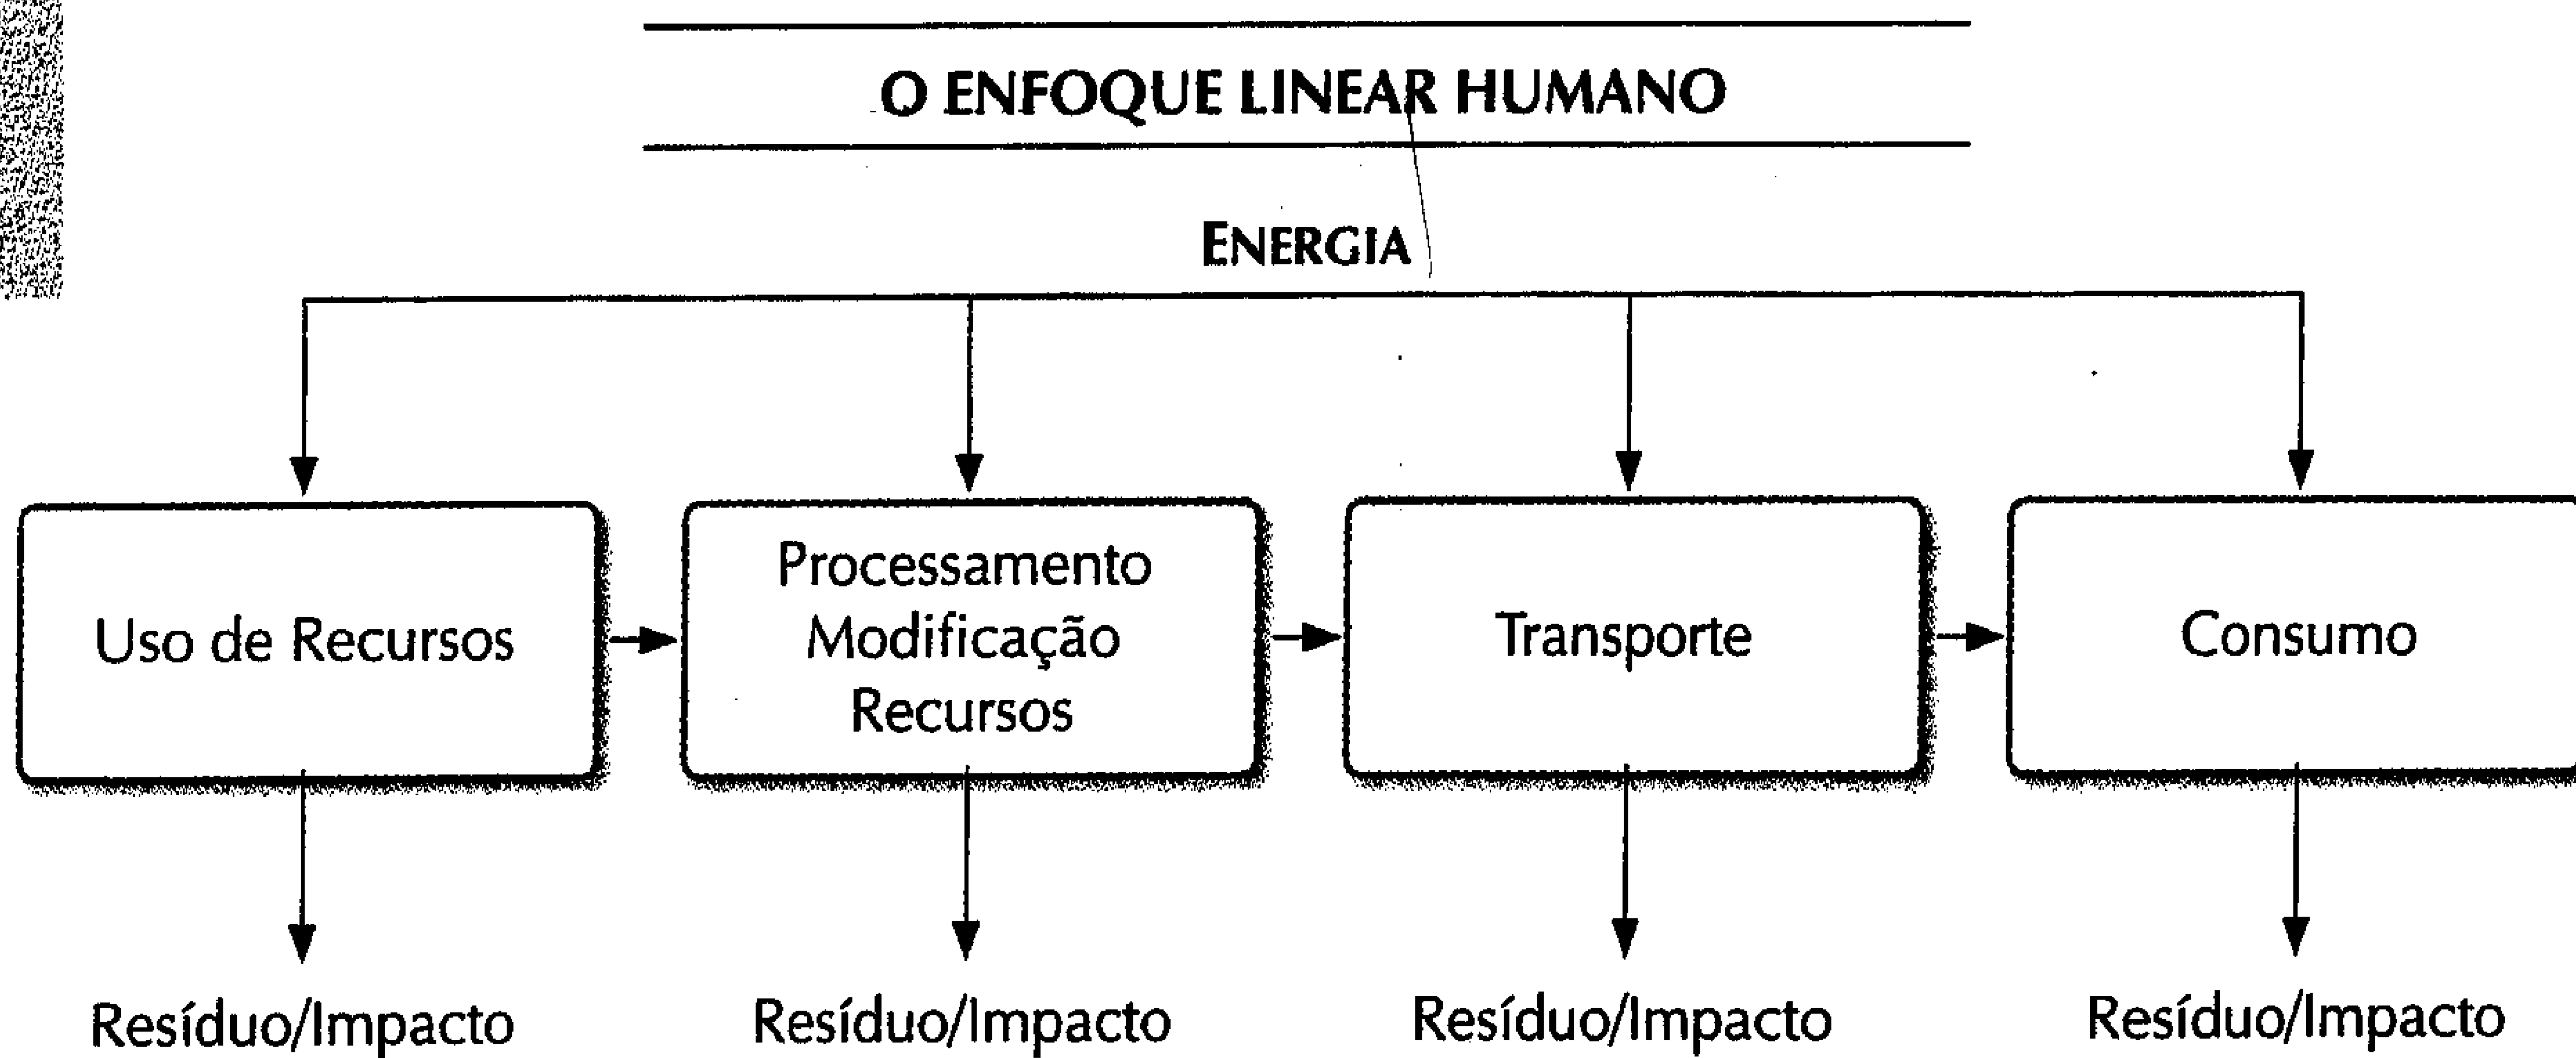 O ENFOQUE LINEAR HUMANO
ENERGIA
Uso de Recursos
Processamento
Modificação
Recursos
Transporte
Consumo
Resíduo/Impacto
Resíduo/Impacto
Resíduo/Impacto
Resíduo/Impacto